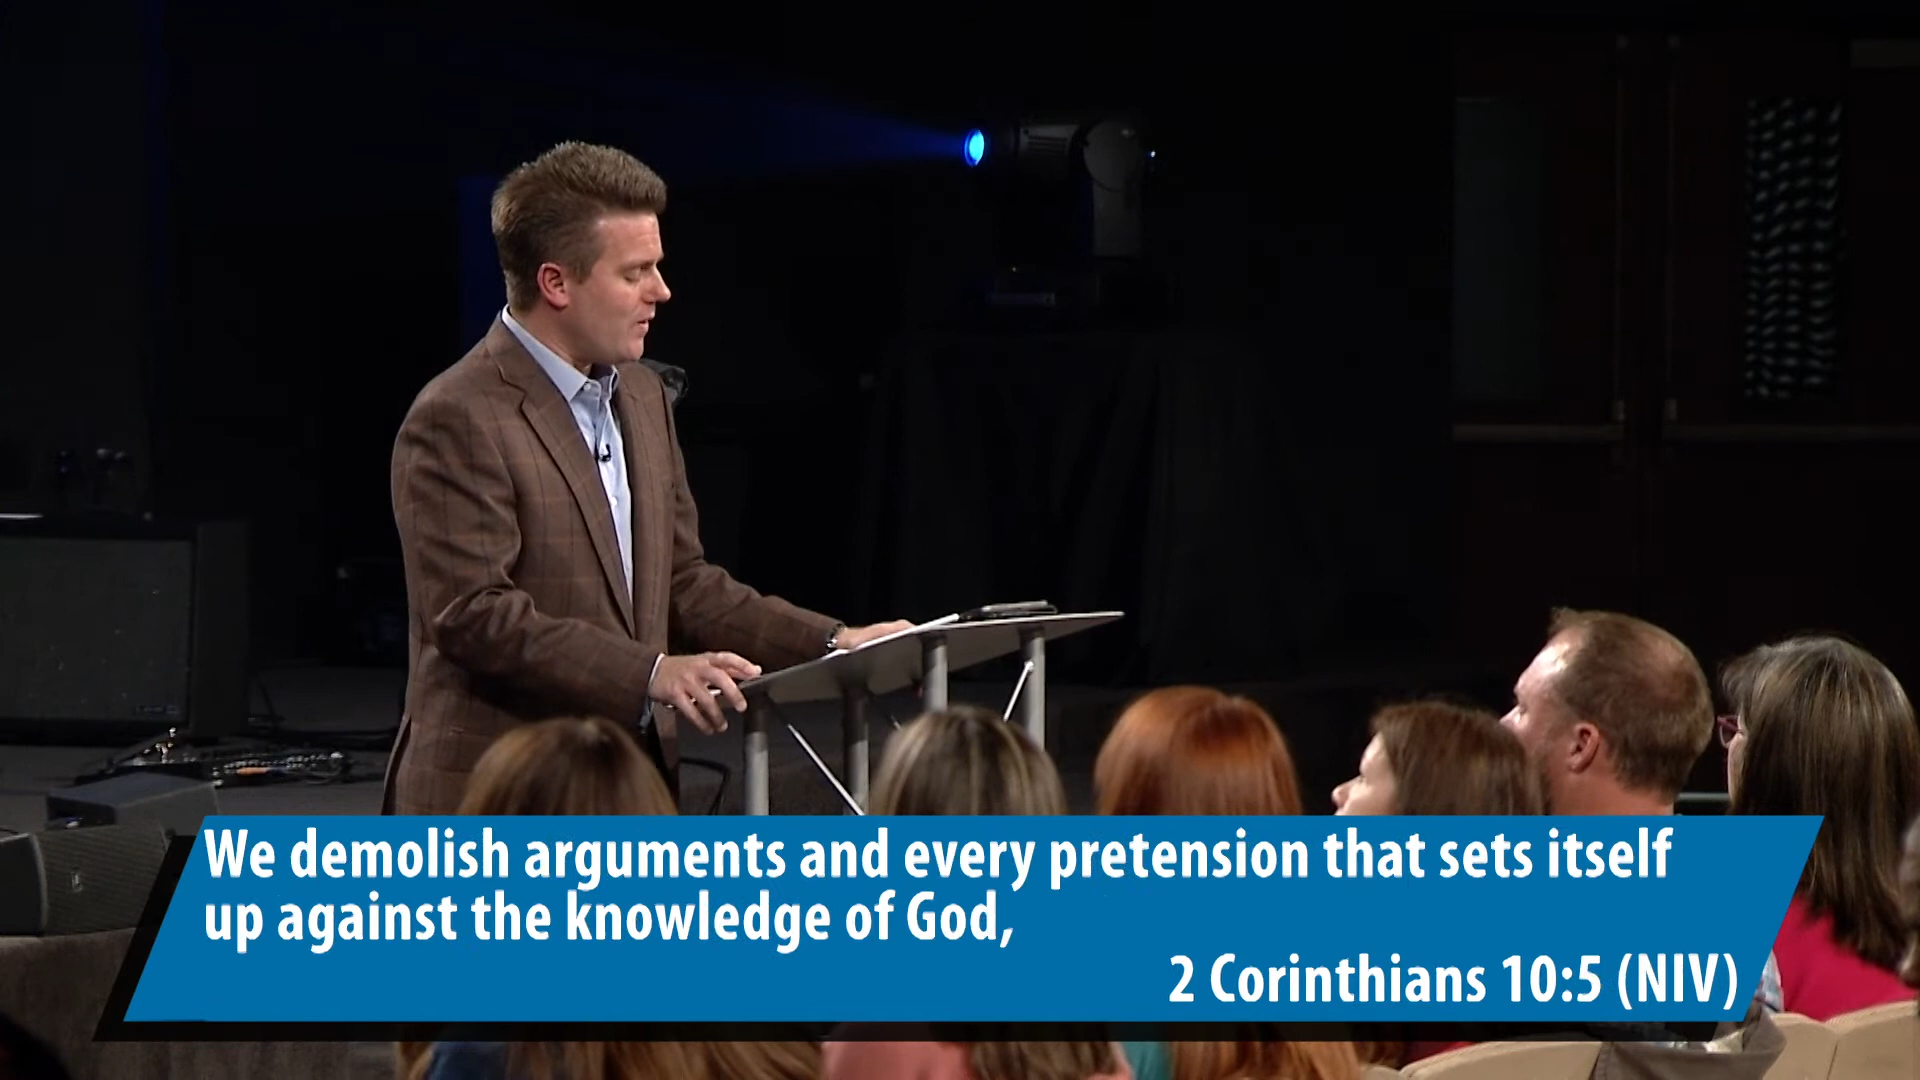 We demolish arguments and every pretension that sets itself
up against the knowledge of God,
2 Corinthians 10:5 (NIV)